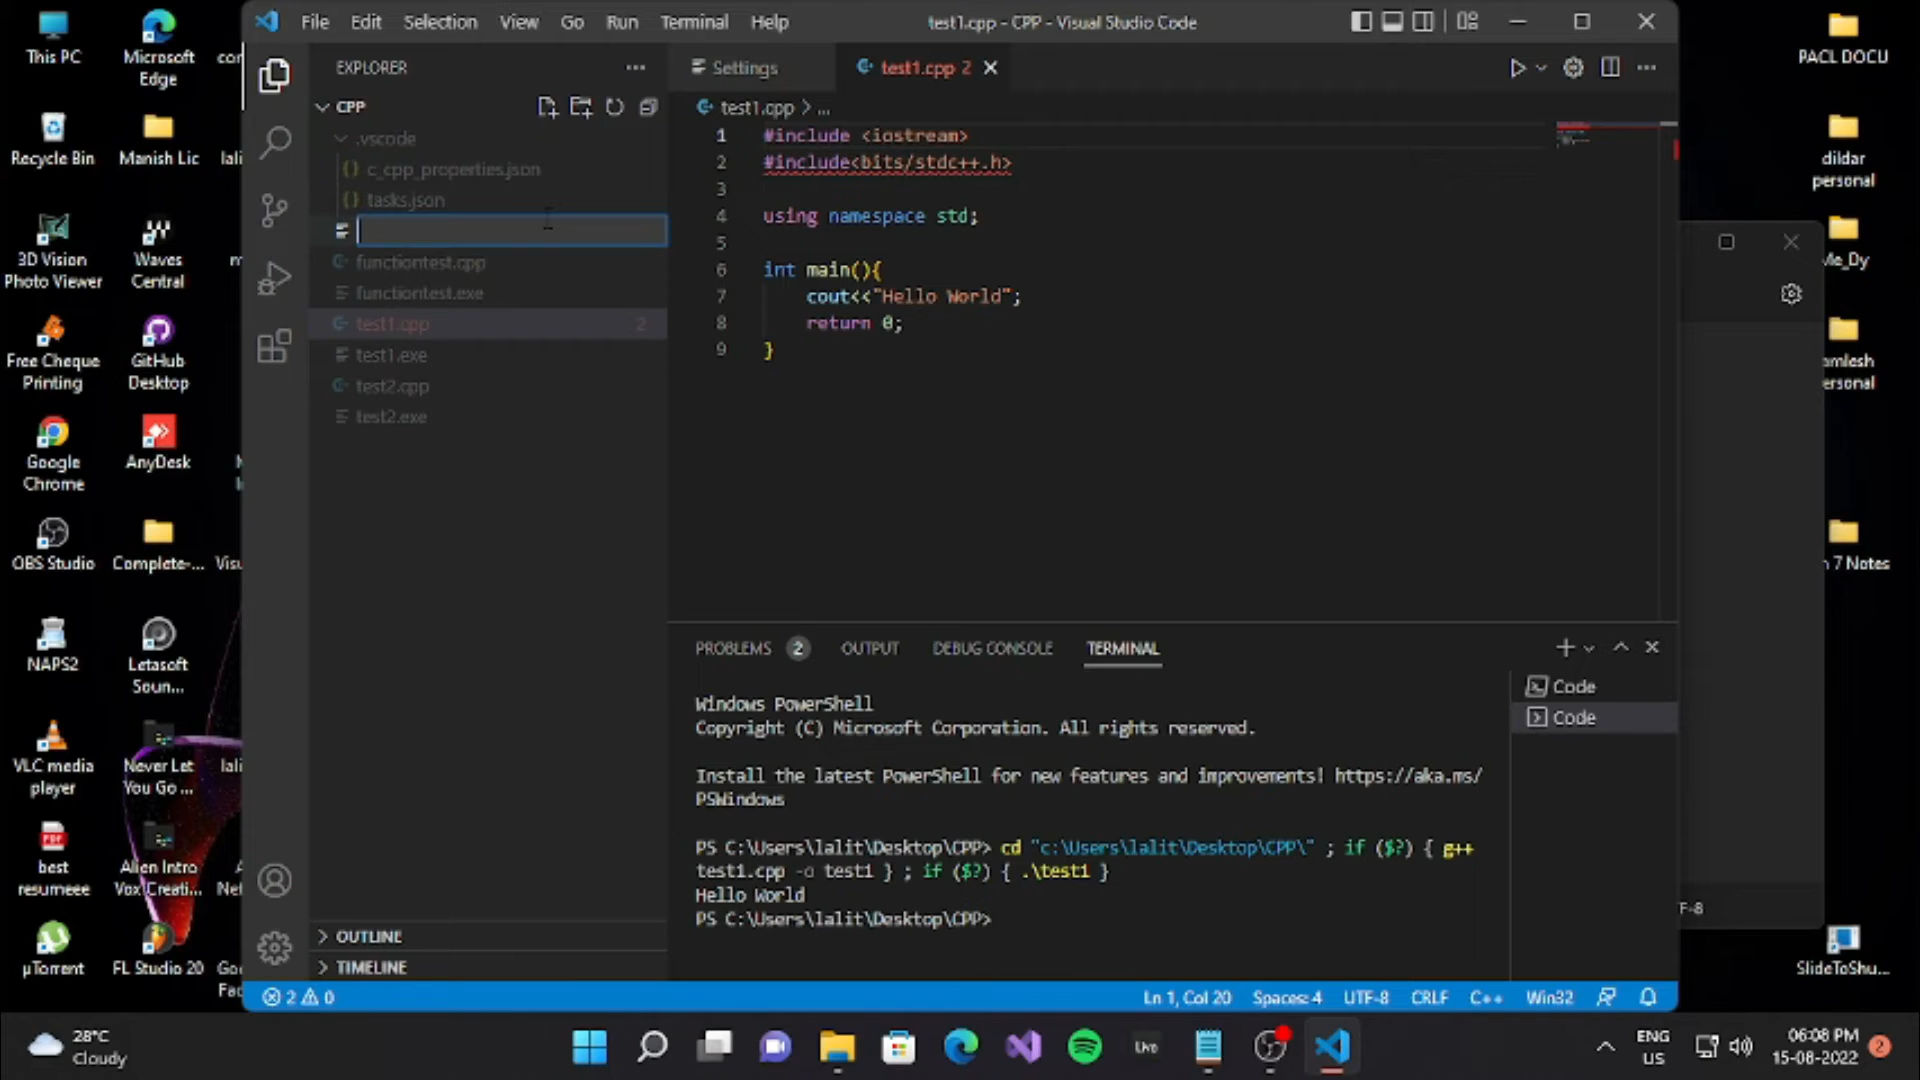 File Edit Selection View Go Run Terminal Help
test1.cpp - CPP - Visual Studio Code
EXPLORER
CPP
.vscode
c_cpp_properties.json
tasks.json
functiontest.cpp
functiontest.exe
test1.cpp 2
test1.exe
test2.cpp
test2.exe
OUTLINE
TIMELINE
Settings
test1.cpp 2
test1.cpp > ...
1 #include <iostream>
2 #include<bits/stdc++.h>
3
4 using namespace std;
5
6 int main(){
7 cout<<"Hello World";
8 return 0;
9 }
PROBLEMS 2 OUTPUT DEBUG CONSOLE TERMINAL
Windows PowerShell
Copyright (C) Microsoft Corporation. All rights reserved.
Install the latest PowerShell for new features and improvements! https://aka.ms/
PSWindows
PS C:\Users\lalit\Desktop\CPP> cd "c:\Users\lalit\Desktop\CPP\" ; if ($?) { g++
test1.cpp -o test1 } ; if ($?) { .\test1 }
Hello World
PS C:\Users\lalit\Desktop\CPP>
Code
Code
2 0
Ln 1, Col 20 Spaces: 4 UTF-8 CRLF C++ Win32
This PC
Microsoft
Edge
Recycle Bin
Manish Lic
3D Vision
Photo Viewer
Waves
Central
Free Cheque
Printing
GitHub
Desktop
Google
Chrome
AnyDesk
OBS Studio
Complete-...
NAPS2
Letasoft
Soun...
VLC media
player
Never Let
You Go ...
best
resumeee
Alien Intro
Vox Creati...
µTorrent
FL Studio 20
PACL DOCU
dildar
personal
Me_Dy
7 Notes
F-8
SlideToShu...
28°C
Cloudy
ENG
US
06:08 PM
15-08-2022
2